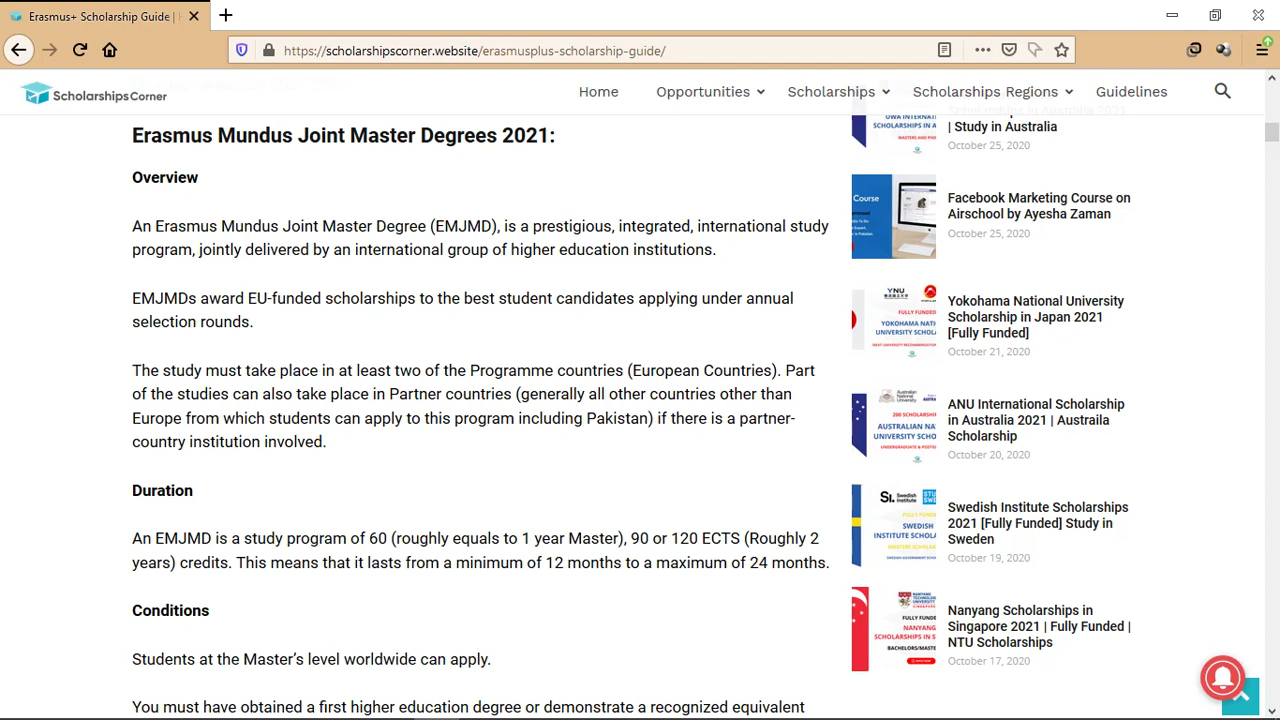 Erasmus+ Scholarship Guide |
https://scholarshipscorner.website/erasmusplus-scholarship-guide/
ScholarshipsCorner
Home
Opportunities
Scholarships
Scholarships Regions
Guidelines
Erasmus Mundus Joint Master Degrees 2021:
Overview
An Erasmus Mundus Joint Master Degree (EMJMD), is a prestigious, integrated, international study
program, jointly delivered by an international group of higher education institutions.
EMJMDs award EU-funded scholarships to the best student candidates applying under annual
selection rounds.
The study must take place in at least two of the Programme countries (European Countries). Part
of the studies can also take place in Partner countries (generally all other countries other than
Europe from which students can apply to this program including Pakistan) if there is a partner-
country institution involved.
Duration
An EMJMD is a study program of 60 (roughly equals to 1 year Master), 90 or 120 ECTS (Roughly 2
years) credits. This means that it lasts from a minimum of 12 months to a maximum of 24 months.
Conditions
Students at the Master's level worldwide can apply.
You must have obtained a first higher education degree or demonstrate a recognized equivalent
Scholarships in Australia 2021
| Study in Australia
October 25, 2020
Facebook Marketing Course on
Airschool by Ayesha Zaman
October 25, 2020
Yokohama National University
Scholarship in Japan 2021
[Fully Funded]
October 21, 2020
ANU International Scholarship
in Australia 2021 | Austraila
Scholarship
October 20, 2020
Swedish Institute Scholarships
2021 [Fully Funded] Study in
Sweden
October 19, 2020
Nanyang Scholarships in
Singapore 2021 | Fully Funded |
NTU Scholarships
October 17, 2020